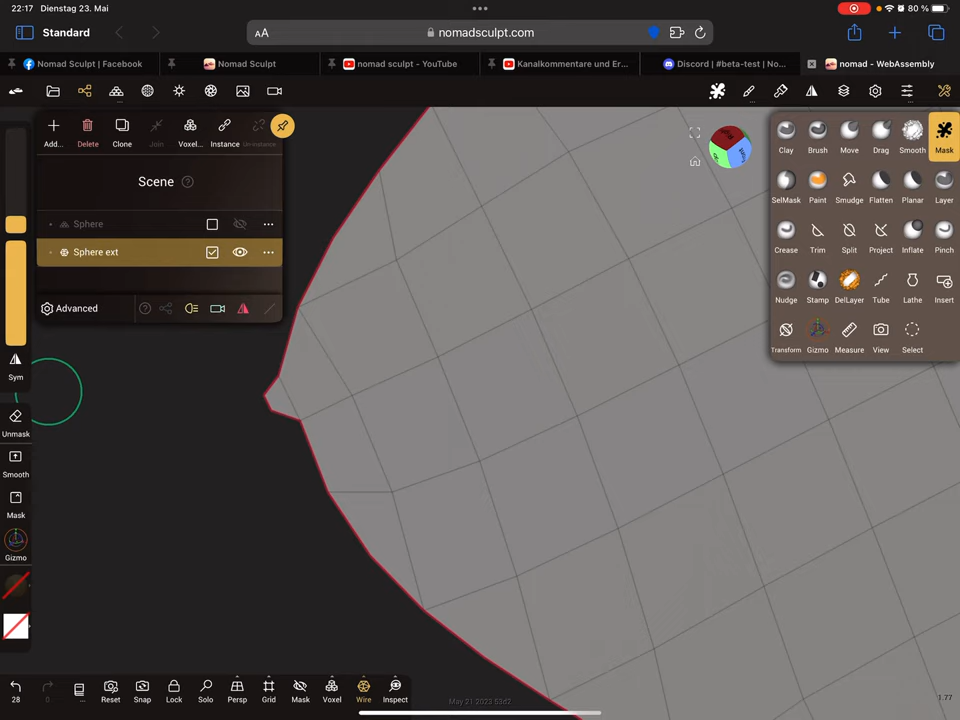 22:17 Dienstag 23. Mai
80 %
Standard
AA
nomadsculpt.com
Nomad Sculpt | Facebook
Nomad Sculpt
nomad sculpt - YouTube
Kanalkommentare und Er...
Discord | #beta-test | No...
nomad - WebAssembly
Add...
Delete
Clone
Join
Voxel...
Instance
Un-instance
Scene ?
Sphere
Sphere ext
Advanced
Clay
Brush
Move
Drag
Smooth
Mask
SelMask
Paint
Smudge
Flatten
Planar
Layer
Crease
Trim
Split
Project
Inflate
Pinch
Nudge
Stamp
DelLayer
Tube
Lathe
Insert
Transform
Gizmo
Measure
View
Select
Sym
Unmask
Smooth
Mask
Gizmo
28
0
...
Reset
Snap
Lock
Solo
Persp
Grid
Mask
Voxel
Wire
Inspect
1.77